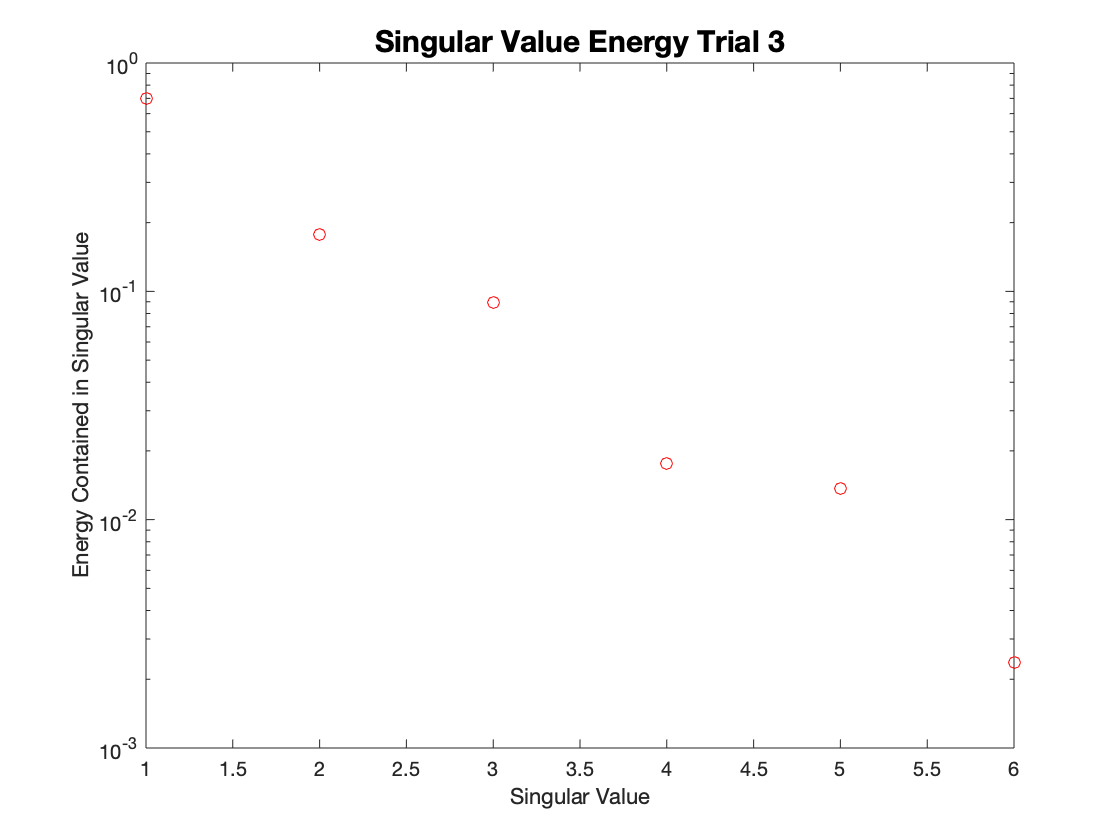 Singular Value Energy Trial 3
Energy Contained in Singular Value
10^0
10^-1
10^-2
10^-3
1 1.5 2 2.5 3 3.5 4 4.5 5 5.5 6
Singular Value